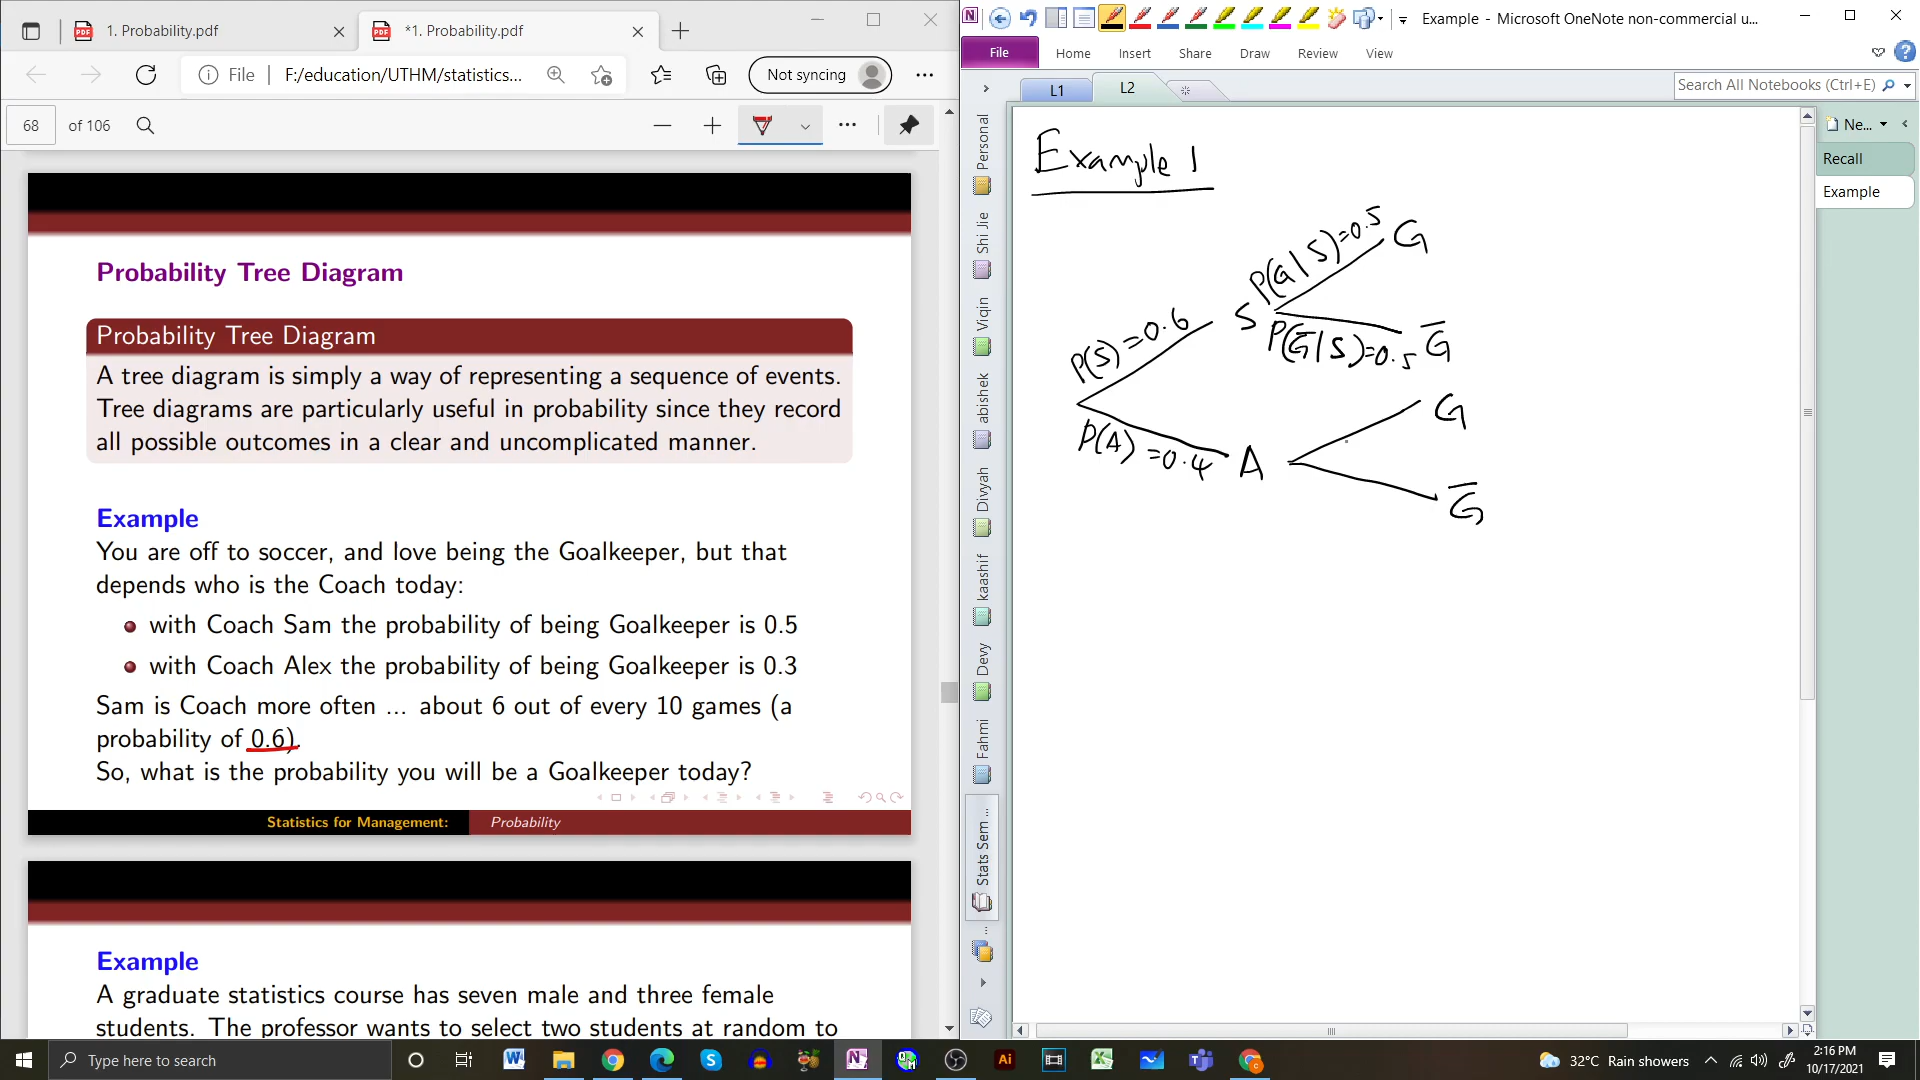 1. Probability.pdf
*1. Probability.pdf
File
F:/education/UTHM/statistics...
Not syncing
68
of 106
Probability Tree Diagram
Probability Tree Diagram
A tree diagram is simply a way of representing a sequence of events.
Tree diagrams are particularly useful in probability since they record
all possible outcomes in a clear and uncomplicated manner.
Example
You are off to soccer, and love being the Goalkeeper, but that
depends who is the Coach today:
with Coach Sam the probability of being Goalkeeper is 0.5
with Coach Alex the probability of being Goalkeeper is 0.3
Sam is Coach more often ... about 6 out of every 10 games (a
probability of 0.6).
So, what is the probability you will be a Goalkeeper today?
Statistics for Management:
Probability
Example
A graduate statistics course has seven male and three female
students. The professor wants to select two students at random to
Example - Microsoft OneNote non-commercial u...
File
Home
Insert
Share
Draw
Review
View
L1
L2
Search All Notebooks (Ctrl+E)
Personal
Shi Jie
Viqin
abishek
Divyah
kaashif
Devy
Fahmi
Stats Sem ...
Ne...
Recall
Example
Example 1
P(G|S)=0.5
G
P(S)=0.6
S
P(G̅|S)=0.5
G̅
P(A)=0.4
A
G
G̅
Type here to search
32°C Rain showers
2:16 PM
10/17/2021